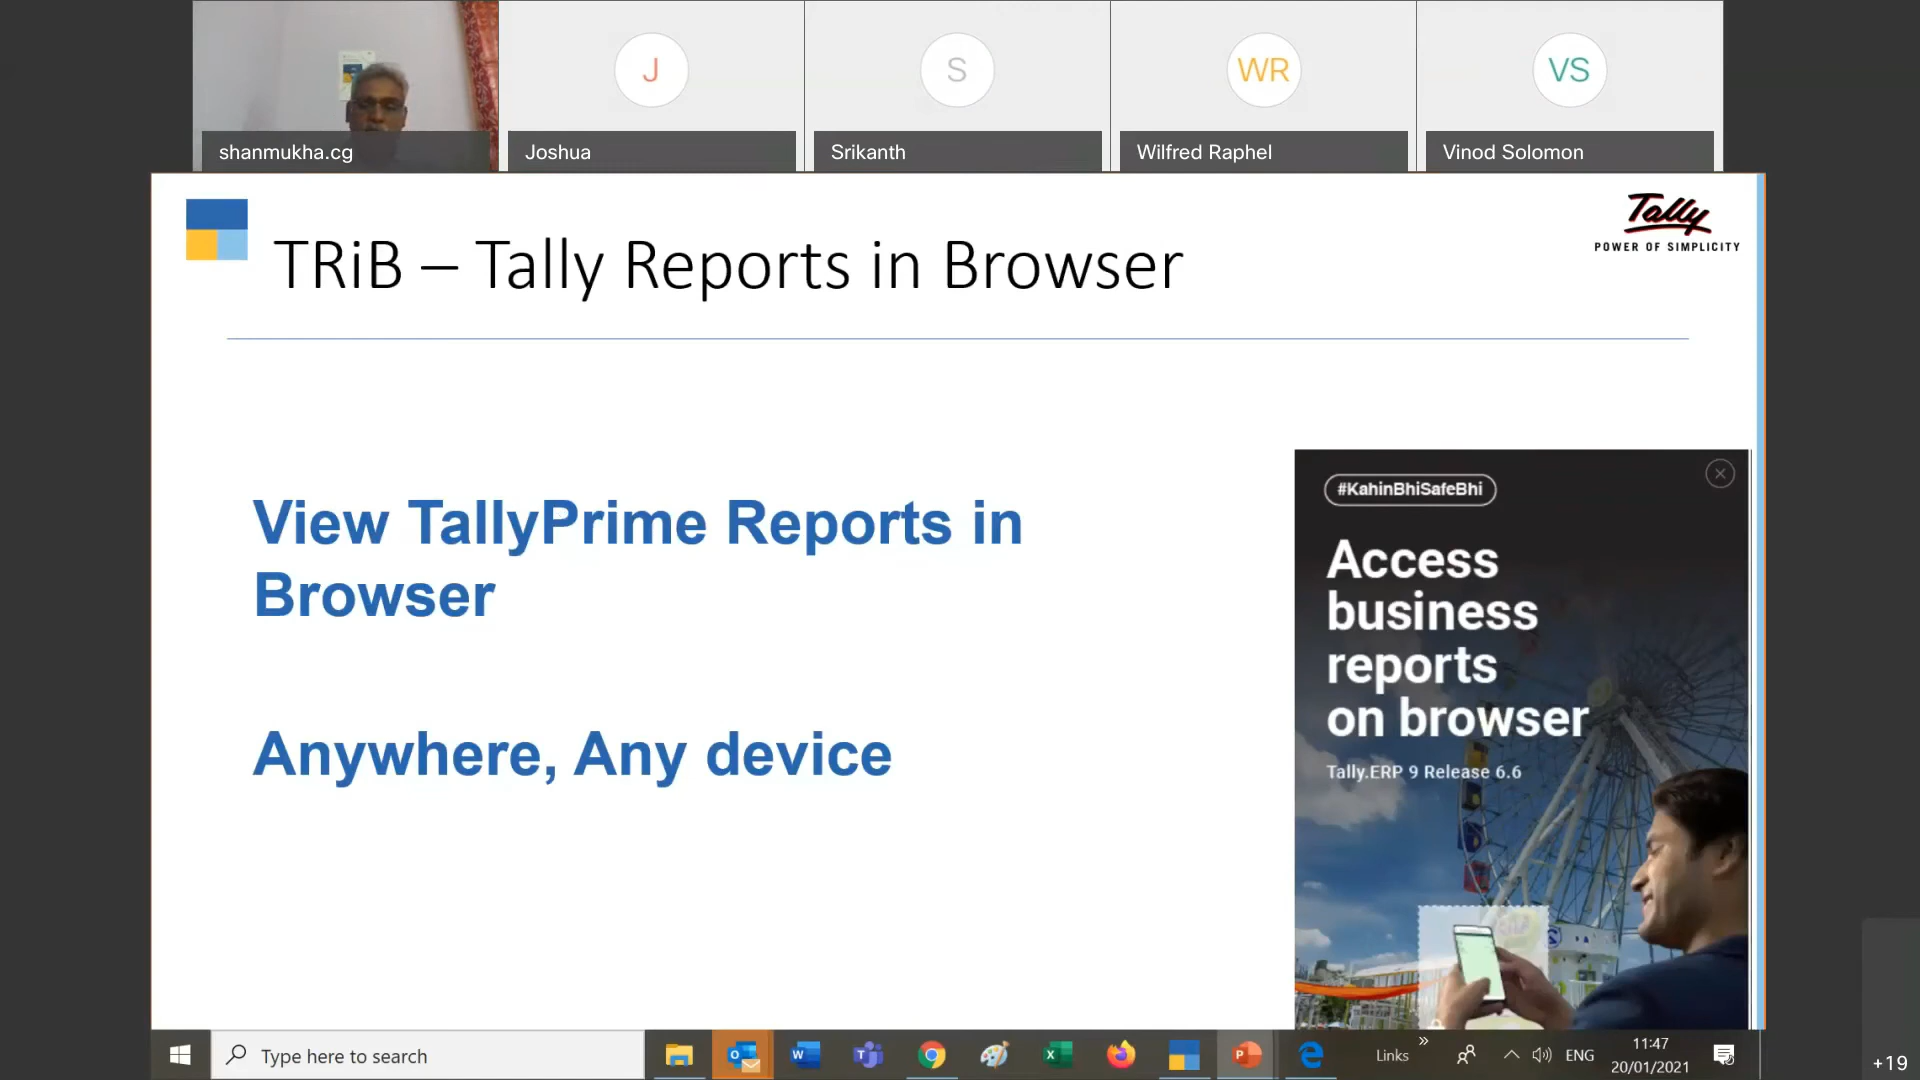 J
S
WR
VS
shanmukha.cg
Joshua
Srikanth
Wilfred Raphel
Vinod Solomon
Tally
POWER OF SIMPLICITY
TRiB – Tally Reports in Browser
View TallyPrime Reports in
Browser
Anywhere, Any device
#KahinBhiSafeBhi
Access
business
reports
on browser
Tally.ERP 9 Release 6.6
Type here to search
Links
ENG
11:47
20/01/2021
+19